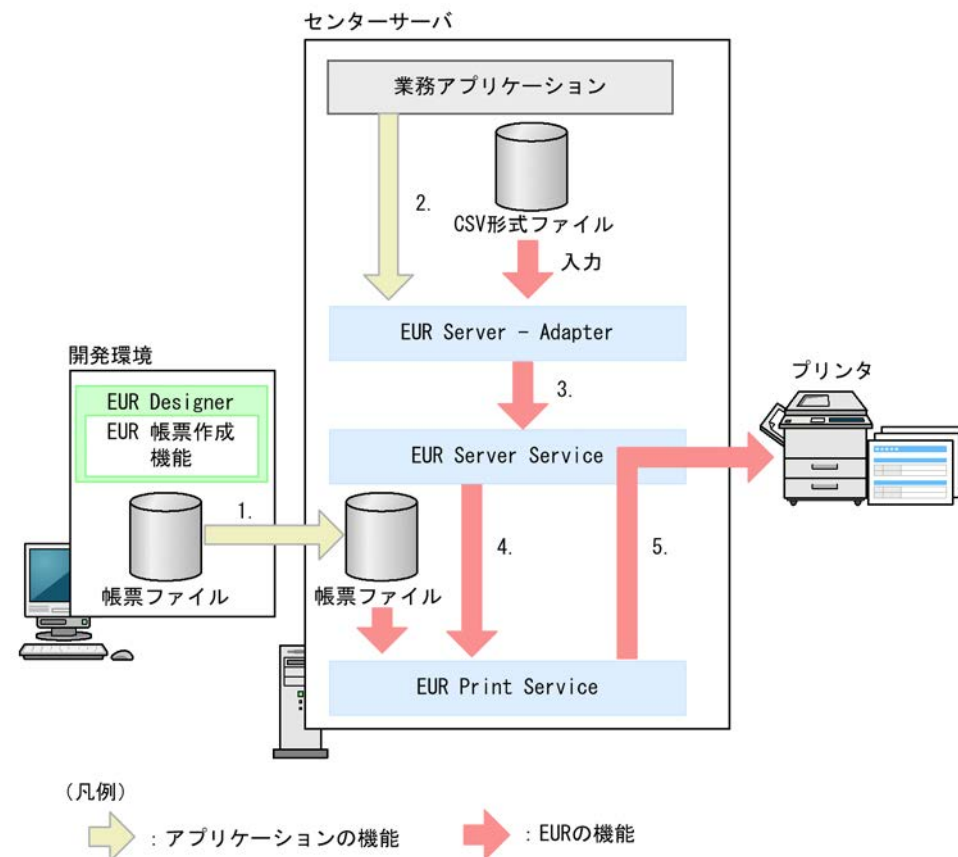 センターサーバ
業務アプリケーション
2.
CSV形式ファイル
入力
EUR Server - Adapter
開発環境
プリンタ
3.
EUR Designer
EUR 帳票作成
機能
EUR Server Service
1.
4.
5.
帳票ファイル
帳票ファイル
EUR Print Service
(凡例)
:アプリケーションの機能
:EURの機能